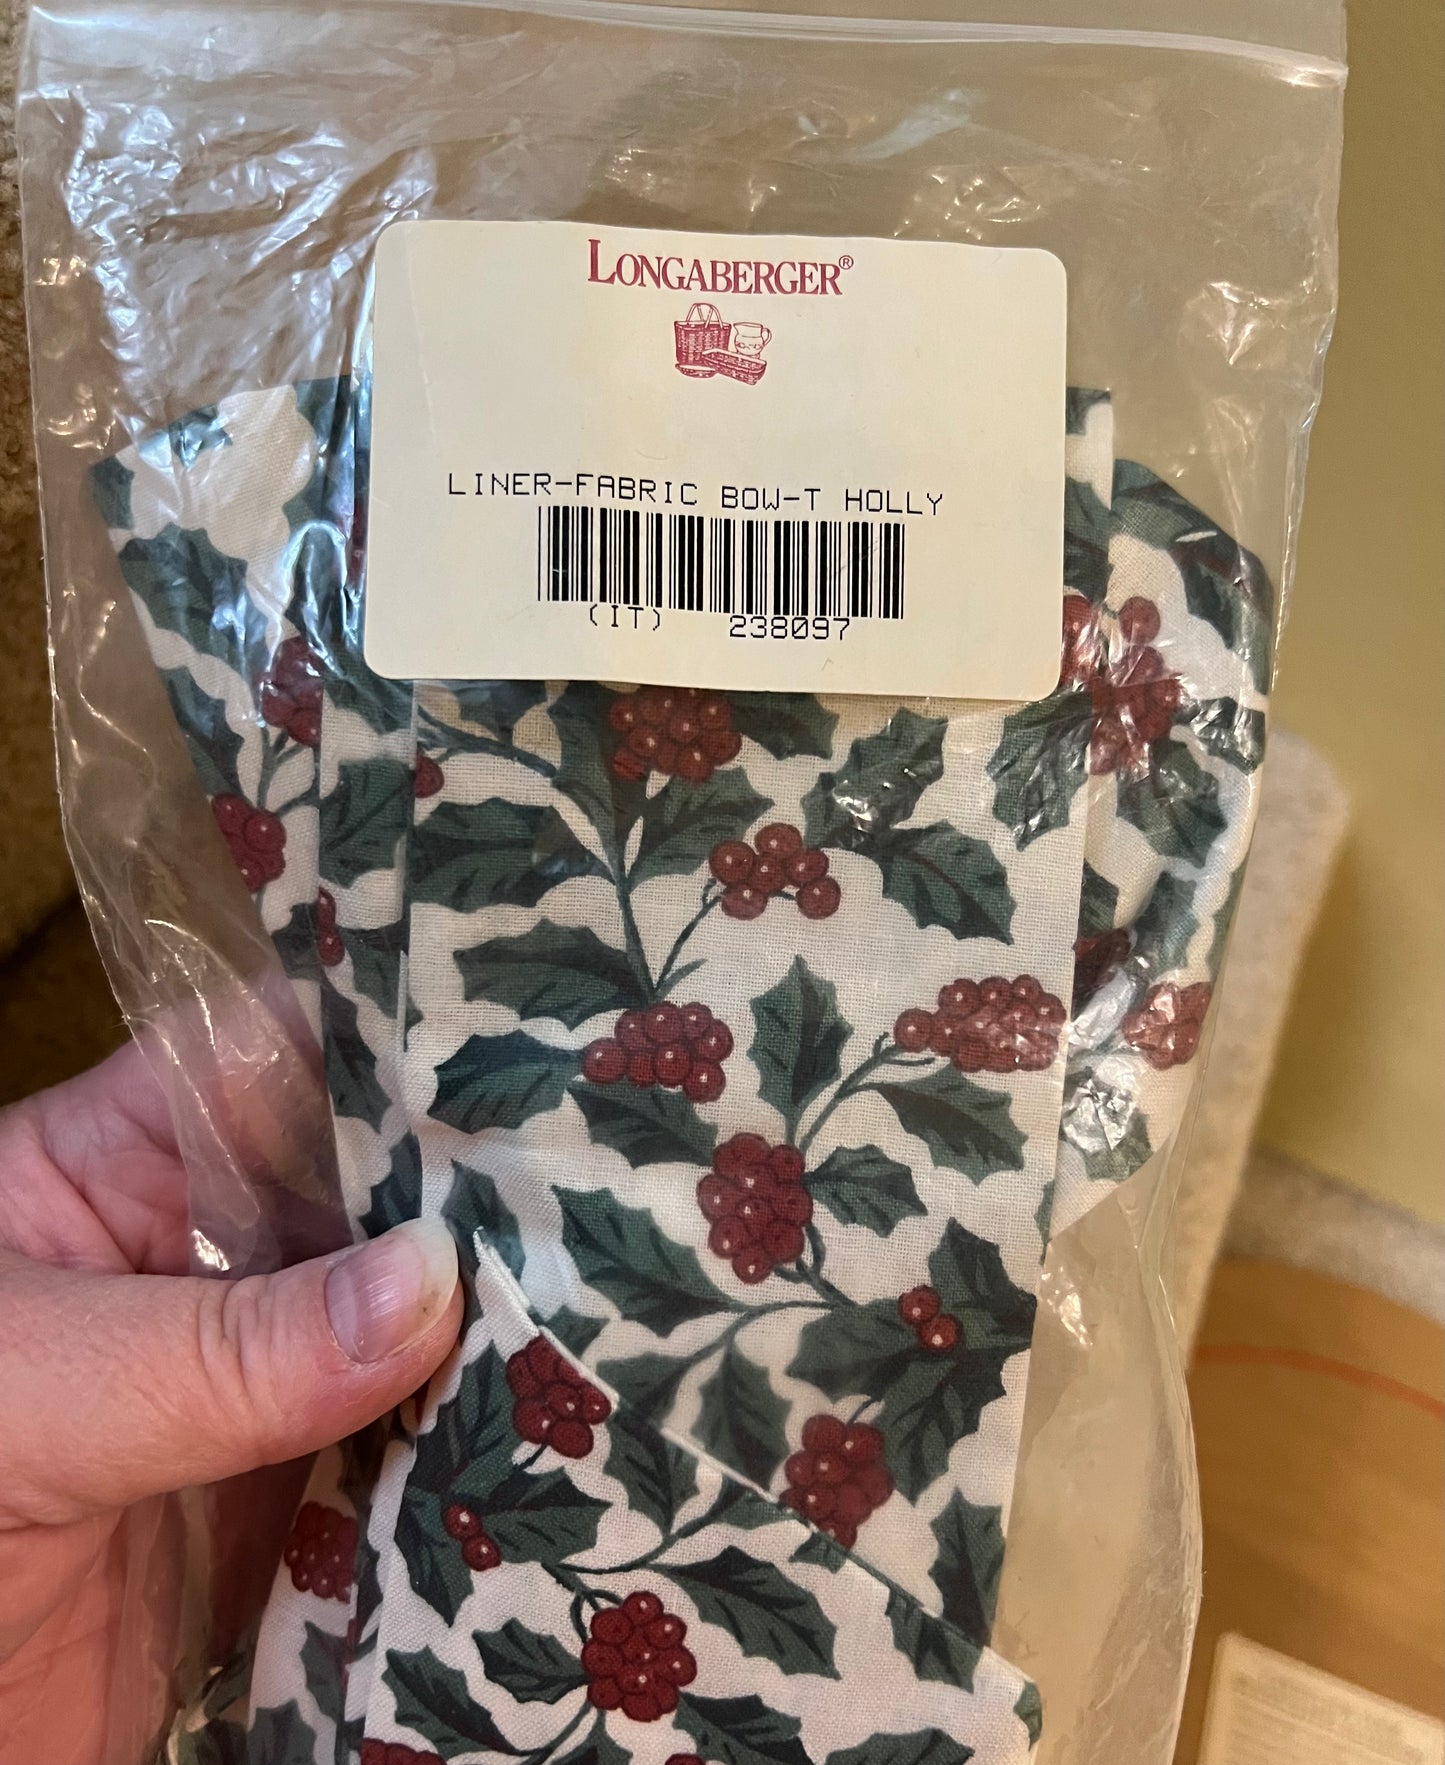 LONGABERGER®
LINER-FABRIC BOW-T HOLLY
(IT) 238097